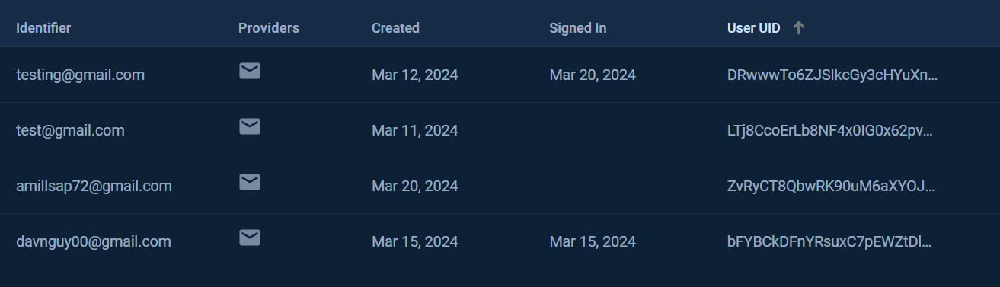 Identifier Providers Created Signed In User UID
testing@gmail.com Mar 12, 2024 Mar 20, 2024 DRwwwTo6ZJSlkcGy3cHYuXn...
test@gmail.com Mar 11, 2024 LTj8CcoErLb8NF4x0IG0x62pv...
amillsap72@gmail.com Mar 20, 2024 ZvRyCT8QbwRK90uM6aXYOJ...
davnguy00@gmail.com Mar 15, 2024 Mar 15, 2024 bFYBCkDFnYRsuxC7pEWZtDl...